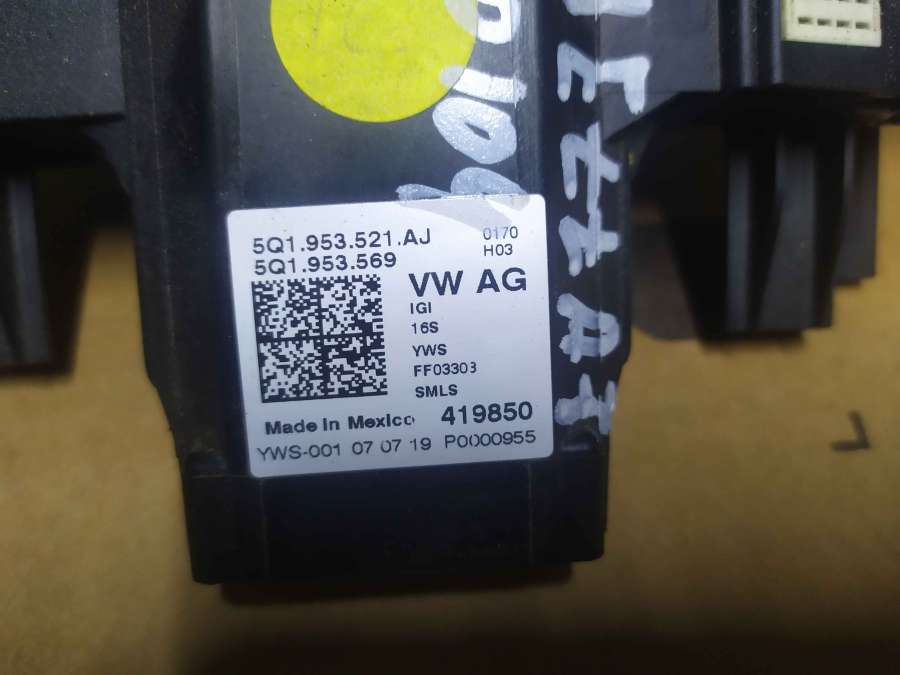 5Q1.953.521.AJ
0170
5Q1.953.569
H03
VW AG
IGI
16S
YWS
FF03303
SMLS
Made in Mexico 419850
YWS-001 07 07 19 P0000955